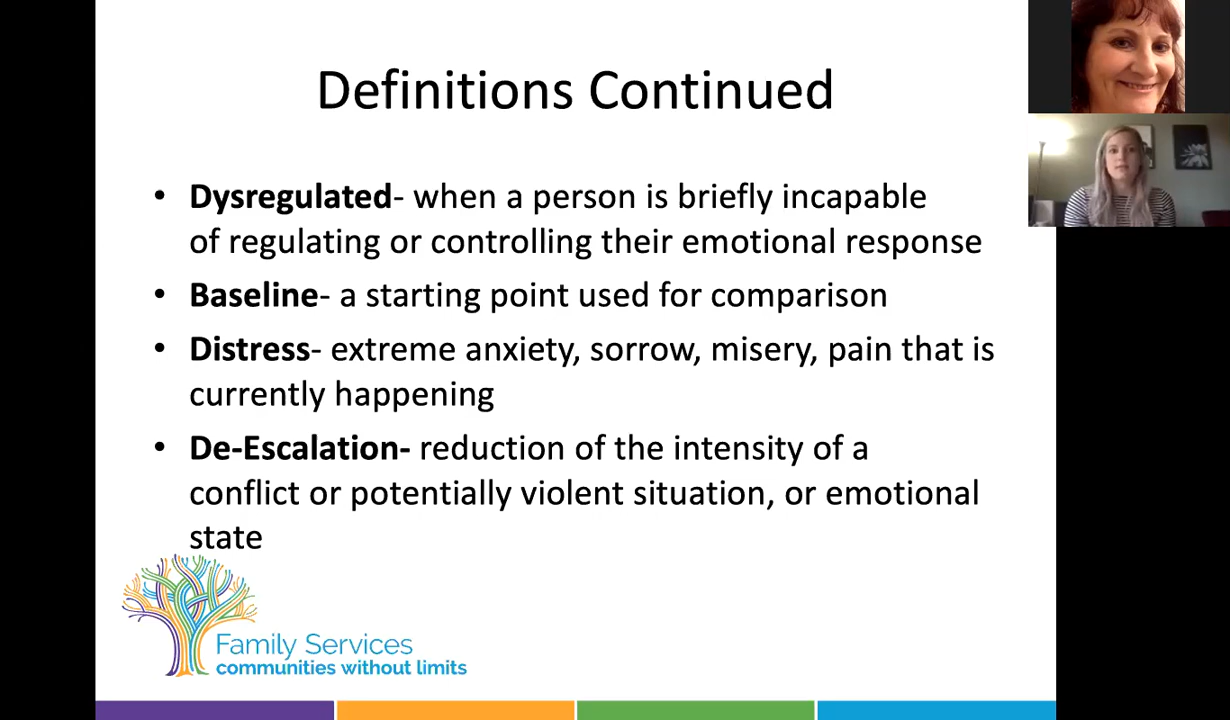 Definitions Continued
• Dysregulated- when a person is briefly incapable
of regulating or controlling their emotional response
• Baseline- a starting point used for comparison
• Distress- extreme anxiety, sorrow, misery, pain that is
currently happening
• De-Escalation- reduction of the intensity of a
conflict or potentially violent situation, or emotional
state
Family Services
communities without limits